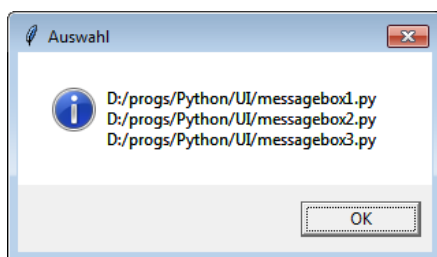 Auswahl
D:/progs/Python/UI/messagebox1.py
D:/progs/Python/UI/messagebox2.py
D:/progs/Python/UI/messagebox3.py
OK